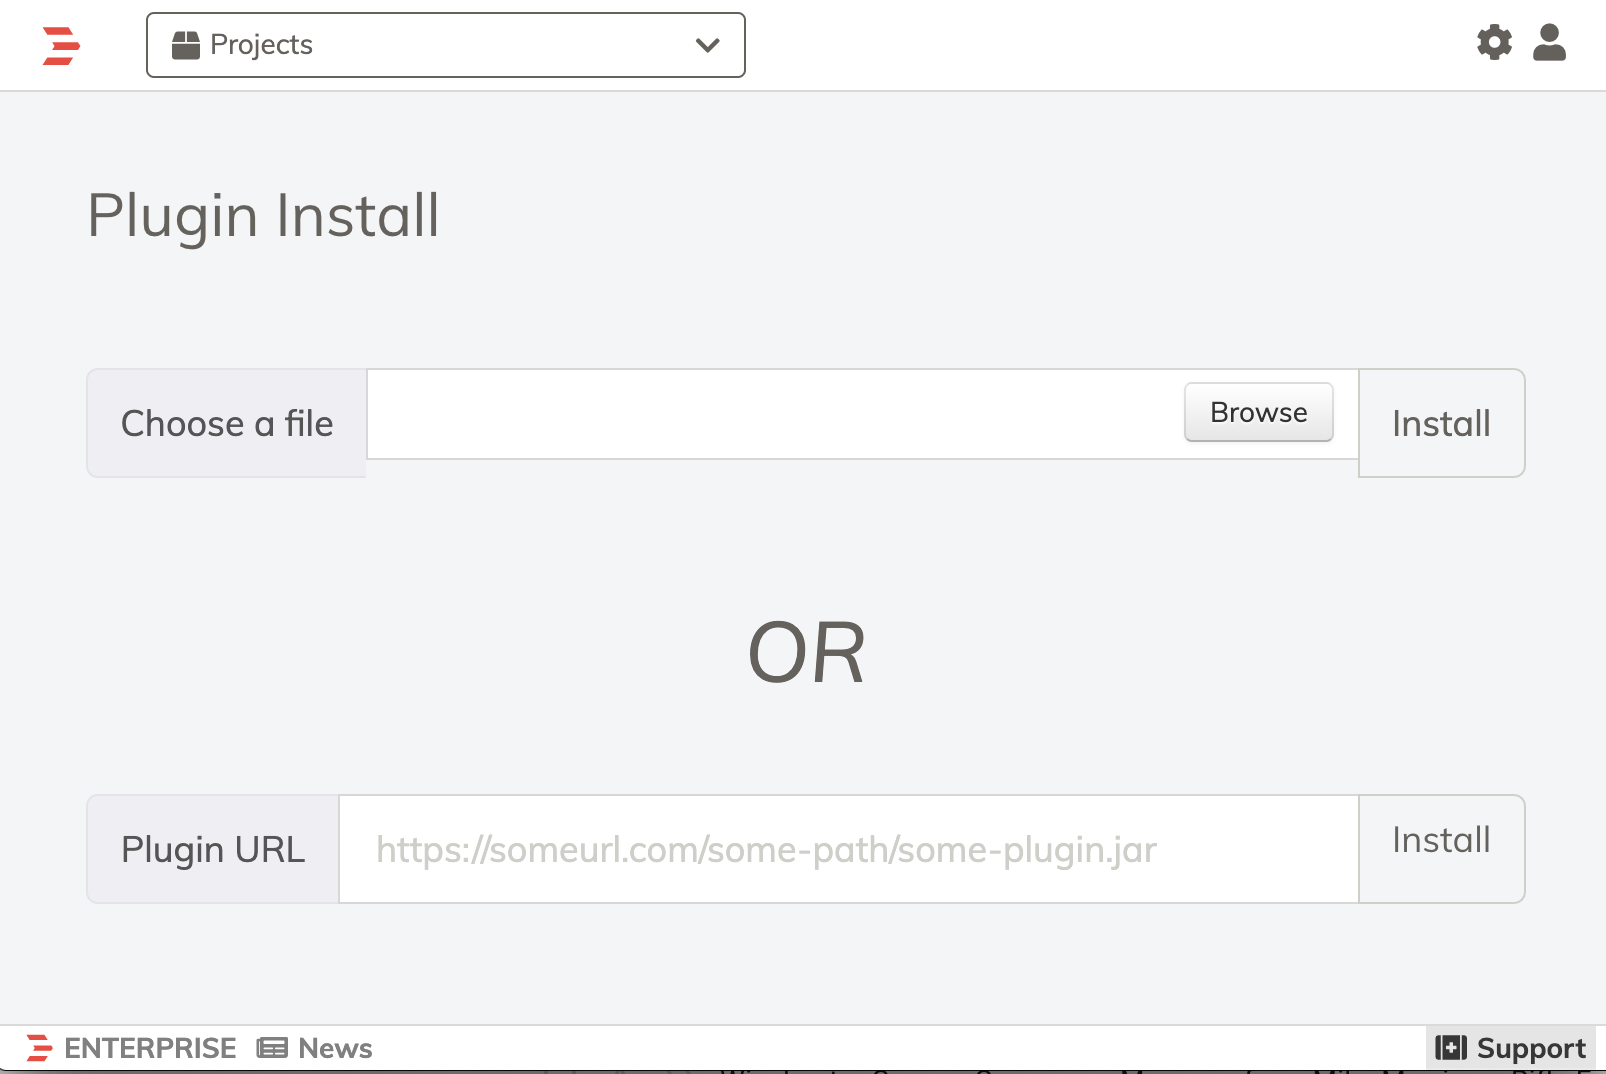 Projects
Plugin Install
Choose a file
Browse
Install
OR
Plugin URL
https://someurl.com/some-path/some-plugin.jar
Install
ENTERPRISE News
Support